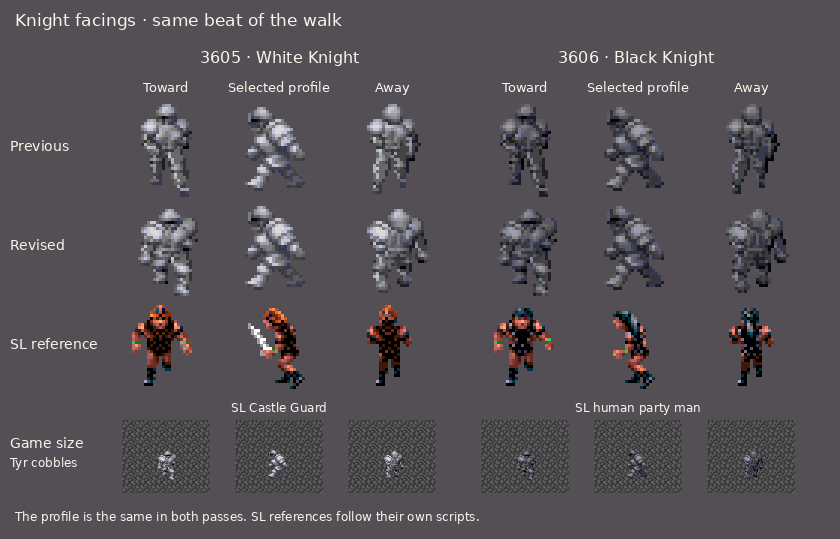 Knight facings · same beat of the walk
3605 · White Knight
3606 · Black Knight
Toward
Selected profile
Away
Toward
Selected profile
Away
Previous
Revised
SL reference
SL Castle Guard
SL human party man
Game size
Tyr cobbles
The profile is the same in both passes. SL references follow their own scripts.